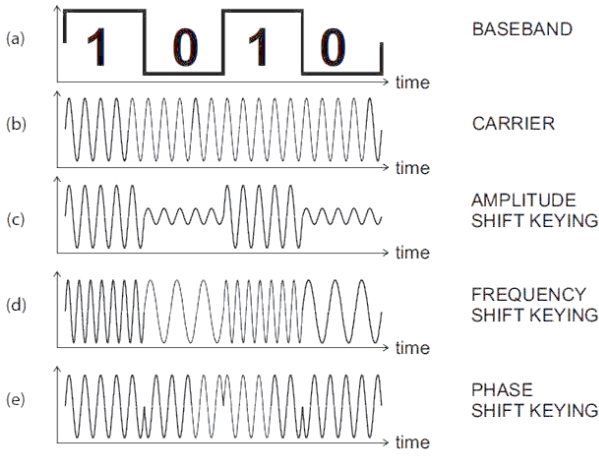 (a) 1 0 1 0 BASEBAND
time
(b) CARRIER
time
(c) AMPLITUDE
SHIFT KEYING
time
(d) FREQUENCY
SHIFT KEYING
time
(e) PHASE
SHIFT KEYING
time